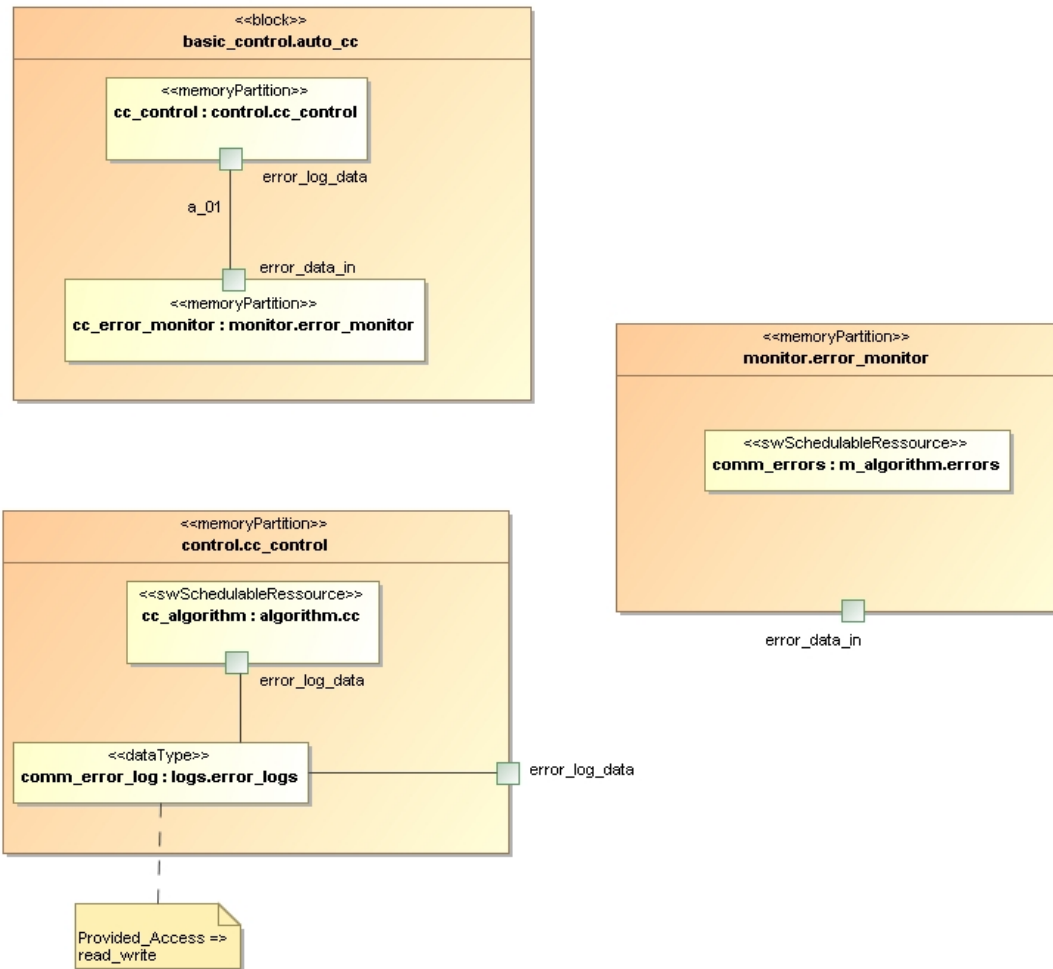 <<block>>
basic_control.auto_cc
<<memoryPartition>>
cc_control : control.cc_control
error_log_data
a_01
error_data_in
<<memoryPartition>>
cc_error_monitor : monitor.error_monitor
<<memoryPartition>>
monitor.error_monitor
<<swSchedulableRessource>>
comm_errors : m_algorithm.errors
error_data_in
<<memoryPartition>>
control.cc_control
<<swSchedulableRessource>>
cc_algorithm : algorithm.cc
error_log_data
<<dataType>>
comm_error_log : logs.error_logs
error_log_data
Provided_Access =>
read_write